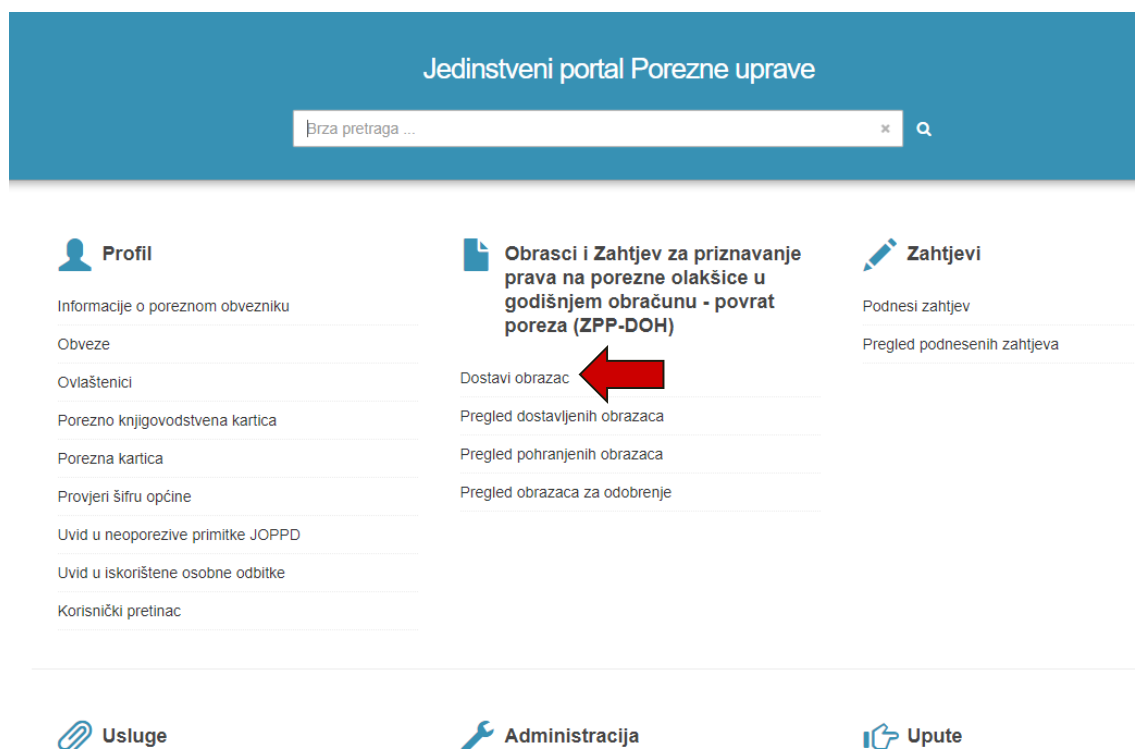 Jedinstveni portal Porezne uprave
Brza pretraga ...
Profil
Informacije o poreznom obvezniku
Obveze
Ovlaštenici
Porezno knjigovodstvena kartica
Porezna kartica
Provjeri šifru općine
Uvid u neoporezive primitke JOPPD
Uvid u iskorištene osobne odbitke
Korisnički pretinac
Obrasci i Zahtjev za priznavanje
prava na porezne olakšice u
godišnjem obračunu - povrat
poreza (ZPP-DOH)
Dostavi obrazac
Pregled dostavljenih obrazaca
Pregled pohranjenih obrazaca
Pregled obrazaca za odobrenje
Zahtjevi
Podnesi zahtjev
Pregled podnesenih zahtjeva
Usluge
Administracija
Upute